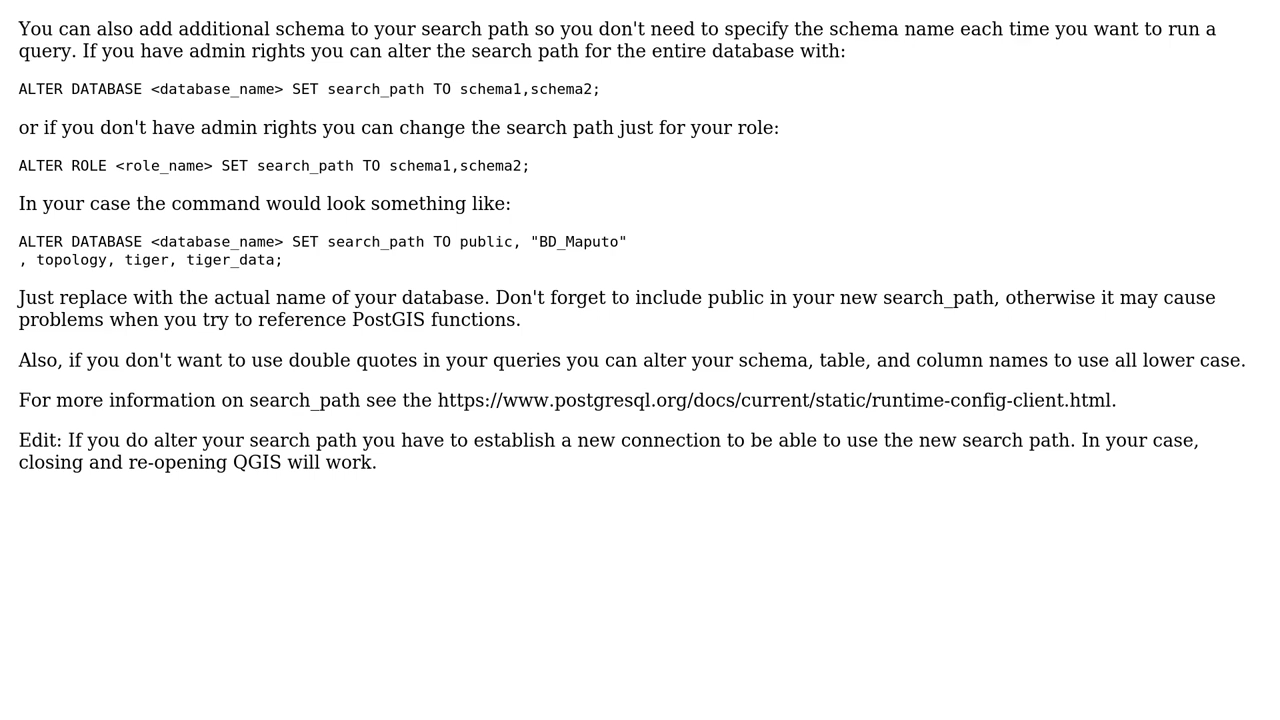 You can also add additional schema to your search path so you don't need to specify the schema name each time you want to run a
query. If you have admin rights you can alter the search path for the entire database with:
ALTER DATABASE <database_name> SET search_path TO schema1,schema2;
or if you don't have admin rights you can change the search path just for your role:
ALTER ROLE <role_name> SET search_path TO schema1,schema2;
In your case the command would look something like:
ALTER DATABASE <database_name> SET search_path TO public, "BD_Maputo"
, topology, tiger, tiger_data;
Just replace with the actual name of your database. Don't forget to include public in your new search_path, otherwise it may cause
problems when you try to reference PostGIS functions.
Also, if you don't want to use double quotes in your queries you can alter your schema, table, and column names to use all lower case.
For more information on search_path see the https://www.postgresql.org/docs/current/static/runtime-config-client.html.
Edit: If you do alter your search path you have to establish a new connection to be able to use the new search path. In your case,
closing and re-opening QGIS will work.